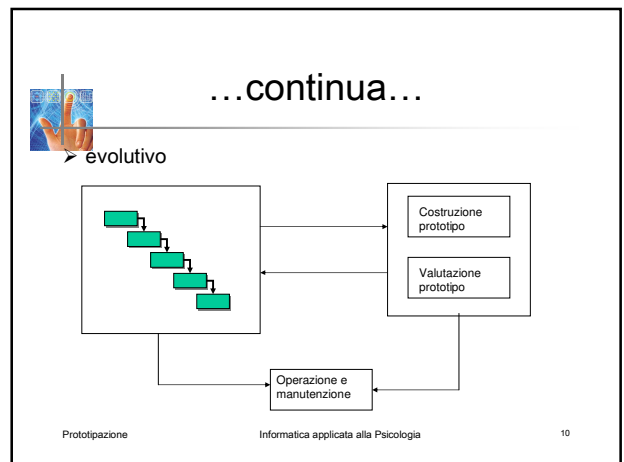 …continua…
➢ evolutivo
Costruzione
prototipo
Valutazione
prototipo
Operazione e
manutenzione
Prototipazione
Informatica applicata alla Psicologia
10